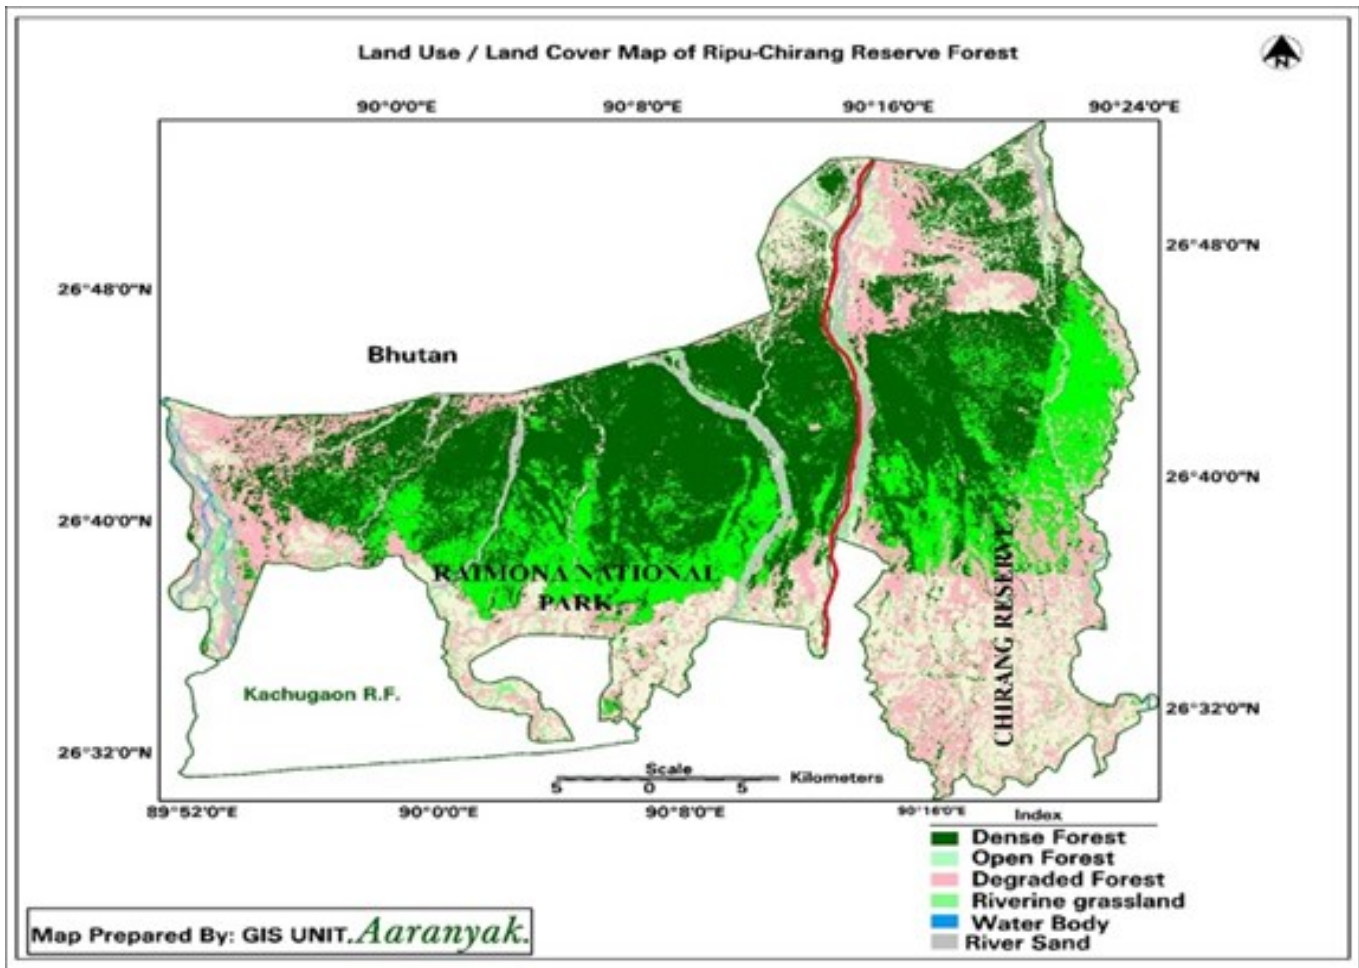 Land Use / Land Cover Map of Ripu-Chirang Reserve Forest
N
90°0'0"E 90°8'0"E 90°16'0"E 90°24'0"E
26°48'0"N
26°48'0"N
Bhutan
26°40'0"N
26°40'0"N
RAIMONA NATIONAL
PARK
CHIRANG RESERVE
Kachugaon R.F.
26°32'0"N
26°32'0"N
Scale
5 0 5 Kilometers
89°52'0"E 90°0'0"E 90°8'0"E 90°16'0"E
Index
Dense Forest
Open Forest
Degraded Forest
Riverine grassland
Water Body
River Sand
Map Prepared By: GIS UNIT. Aaranyak.